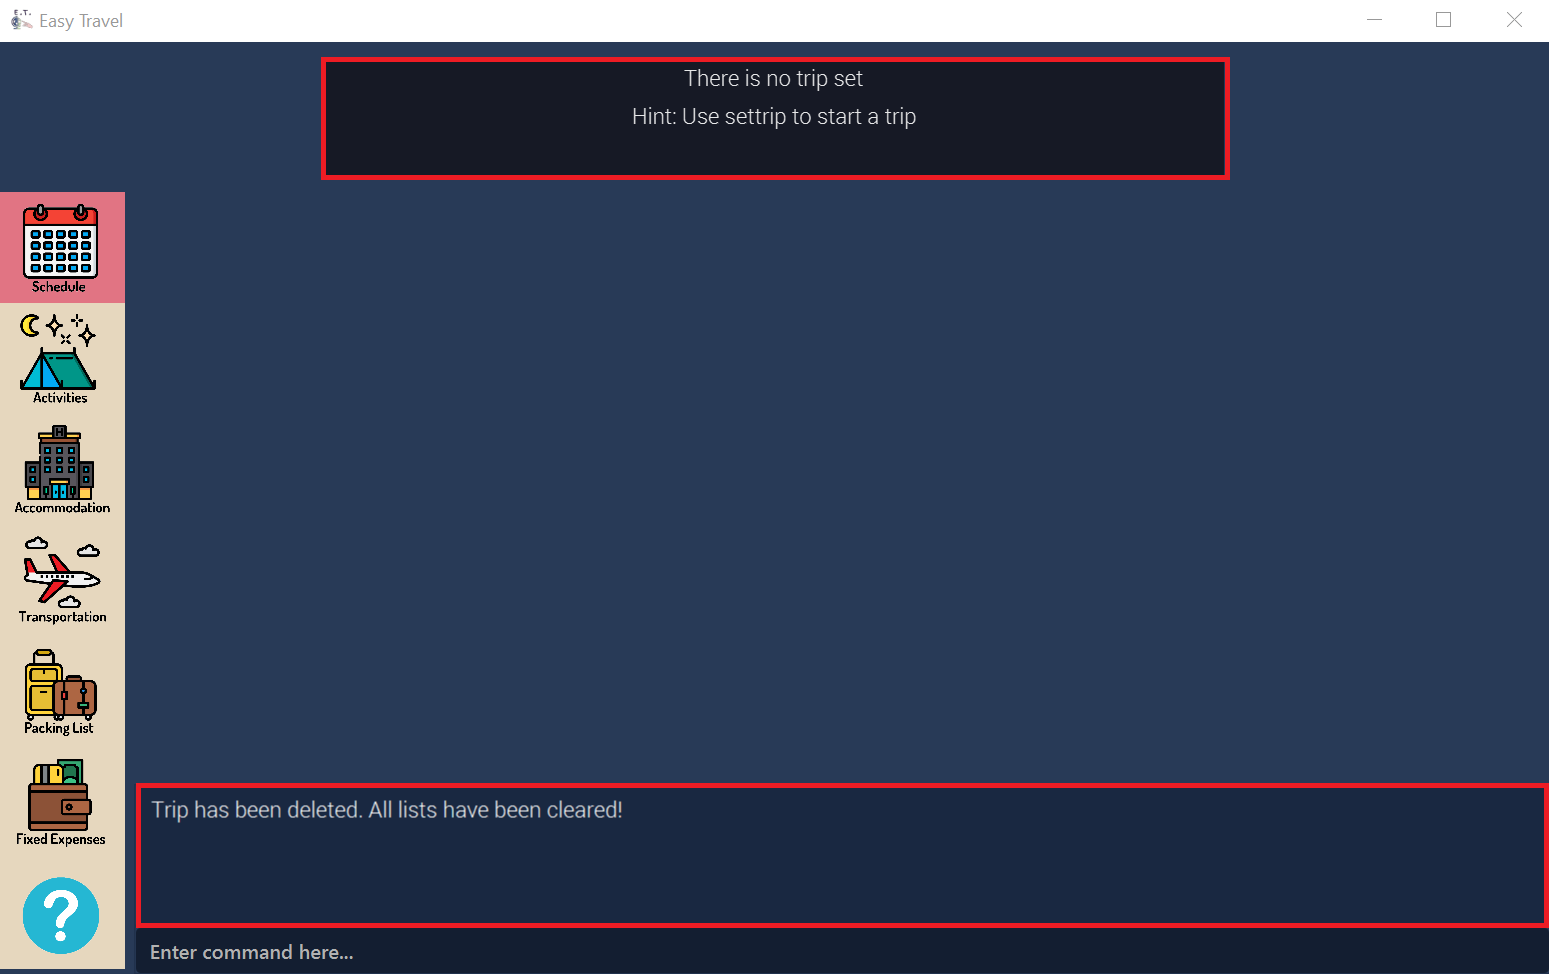 E.T.
Easy Travel
There is no trip set
Hint: Use settrip to start a trip
Schedule
Activities
H
Accommodation
Transportation
Packing List
Fixed Expenses
?
Trip has been deleted. All lists have been cleared!
Enter command here...